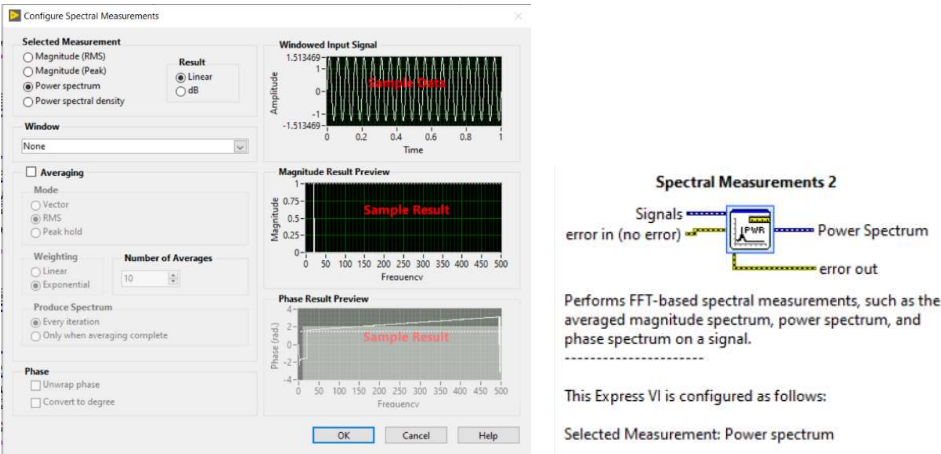 Configure Spectral Measurements
Selected Measurement
Magnitude (RMS)
Magnitude (Peak)
Power spectrum
Power spectral density
Result
Linear
dB
Window
None
Averaging
Mode
Vector
RMS
Peak hold
Weighting
Linear
Exponential
Number of Averages
10
Produce Spectrum
Every iteration
Only when averaging complete
Phase
Unwrap phase
Convert to degree
Windowed Input Signal
1.513469
1
0
-1
-1.513469
Amplitude
Sample Data
0 0.2 0.4 0.6 0.8 1
Time
Magnitude Result Preview
1
0.75
0.5
0.25
0
Magnitude
Sample Result
0 50 100 150 200 250 300 350 400 450 500
Frequency
Phase Result Preview
4
2
0
-2
-4
Phase (rad.)
Sample Result
0 50 100 150 200 250 300 350 400 450 500
Frequency
OK Cancel Help
Spectral Measurements 2
Signals
error in (no error)
PWR
Power Spectrum
error out
Performs FFT-based spectral measurements, such as the
averaged magnitude spectrum, power spectrum, and
phase spectrum on a signal.
----------------------
This Express VI is configured as follows:
Selected Measurement: Power spectrum